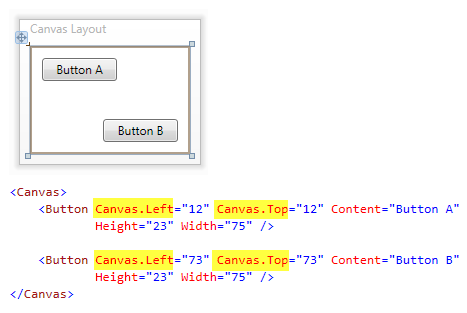 Canvas Layout
Button A
Button B
<Canvas>
<Button Canvas.Left="12" Canvas.Top="12" Content="Button A"
Height="23" Width="75" />
<Button Canvas.Left="73" Canvas.Top="73" Content="Button B"
Height="23" Width="75" />
</Canvas>